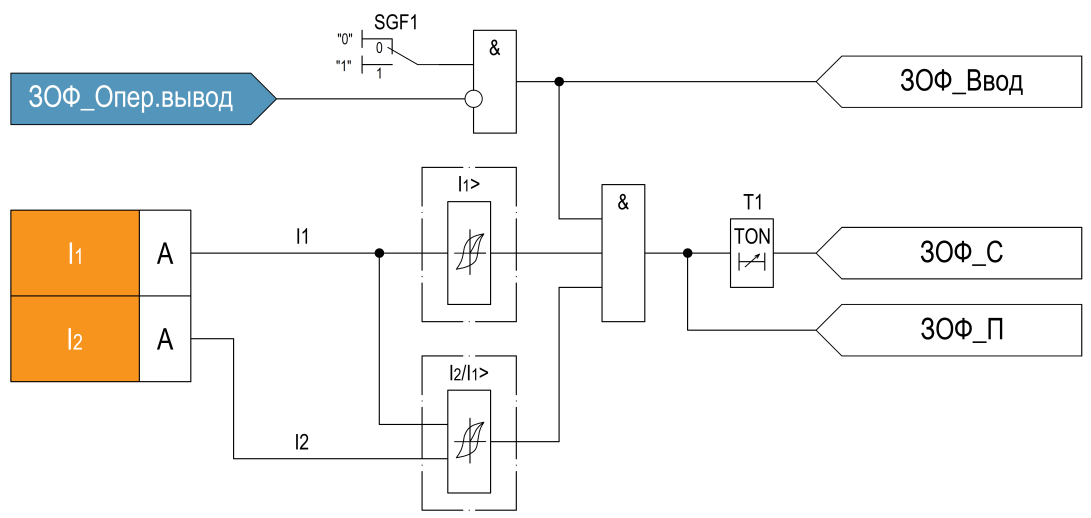 SGF1
"0"
0
"1"
1
&
ЗОФ_Опер.вывод
ЗОФ_Ввод
I1>
&
T1
I1
A
I1
TON
ЗОФ_С
I2
A
ЗОФ_П
I2/I1>
I2